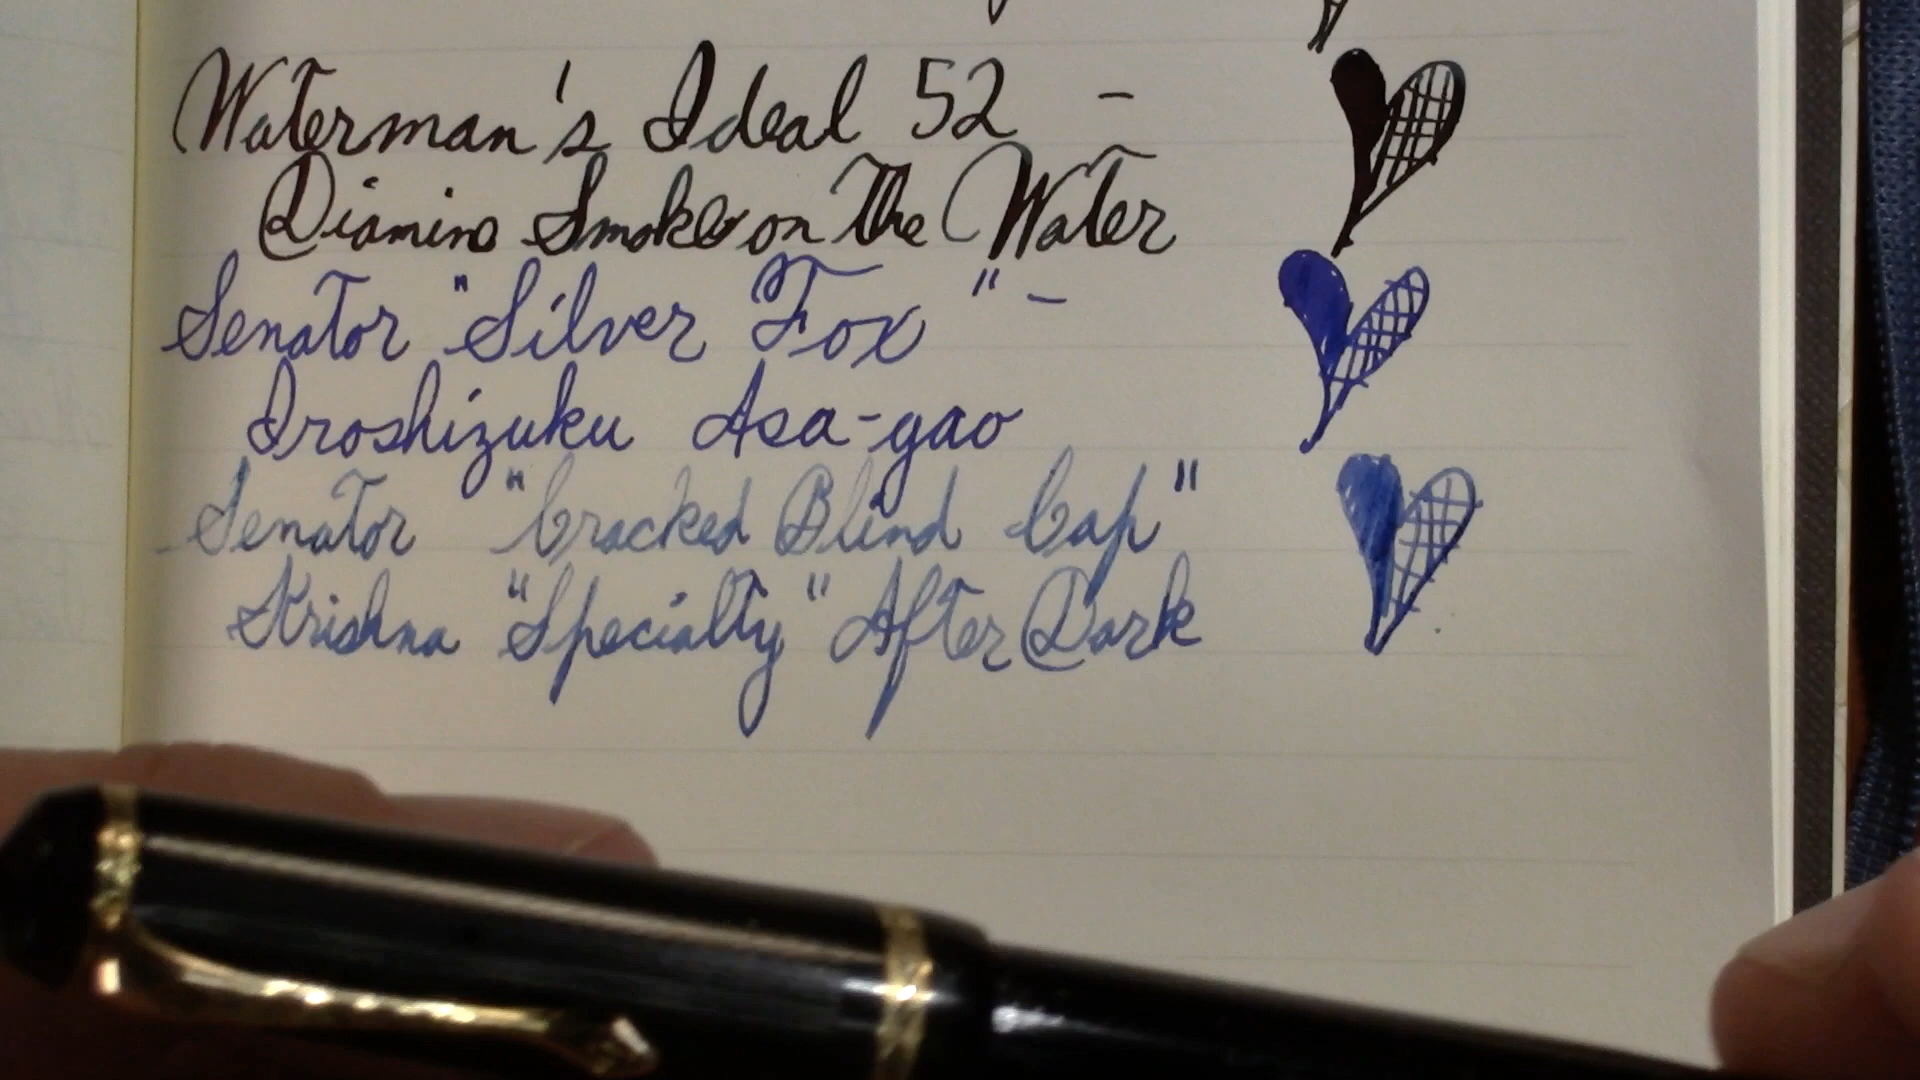 Waterman's Ideal 52 -
Diamine Smoke on The Water
Senator "Silver Fox" -
Iroshizuku Asa-gao
Senator "Cracked Blind Cap"
Krishna "Specialty" After Dark